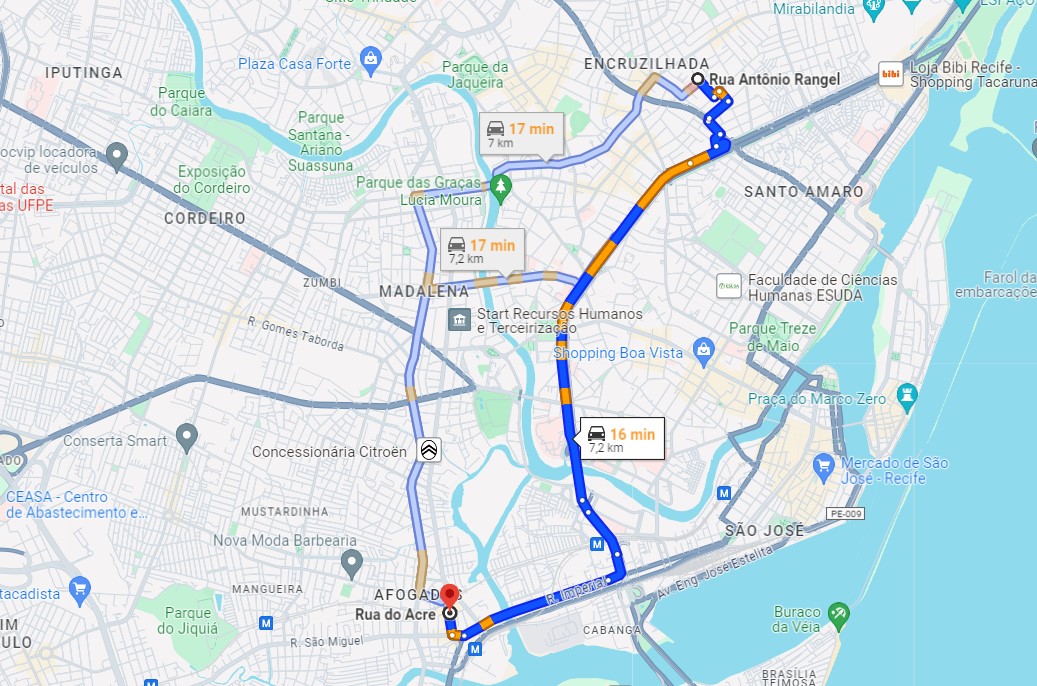 Mirabilandia
ESPAÇO
ENCRUZILHADA
Plaza Casa Forte
IPUTINGA
Parque da
Jaqueira
Rua Antônio Rangel
bibi
Loja Bibi Recife -
Shopping Tacaruna
Parque
do Caiara
17 min
7 km
Parque
Santana -
Ariano
Suassuna
ocvip locadora
de veículos
Exposição
do Cordeiro
Parque das Graças
Lucia Moura
tal das
as UFPE
SANTO AMARO
CORDEIRO
17 min
7,2 km
ZUMBI
MADALENA
Faculdade de Ciências
Humanas ESUDA
Farol da
embarcaçõe
Start Recursos Humanos
e Terceirização
R. Gomes Taborda
Parque Treze
de Maio
Shopping Boa Vista
Praça do Marco Zero
16 min
7,2 km
Conserta Smart
Concessionária Citroën
ADO
Mercado de São
José - Recife
CEASA - Centro
de Abastecimento e...
M
PE-009
MUSTARDINHA
SÃO JOSÉ
Nova Moda Barbearia
M
Av. Eng. José Estelita
R. Imperial
MANGUEIRA
AFOGADOS
tacadista
Rua do Acre
Parque
do Jiquiá
Buraco
da Véia
M
IM
ULO
CABANGA
R. São Miguel
M
BRASÍLIA
TEIMOSA
M